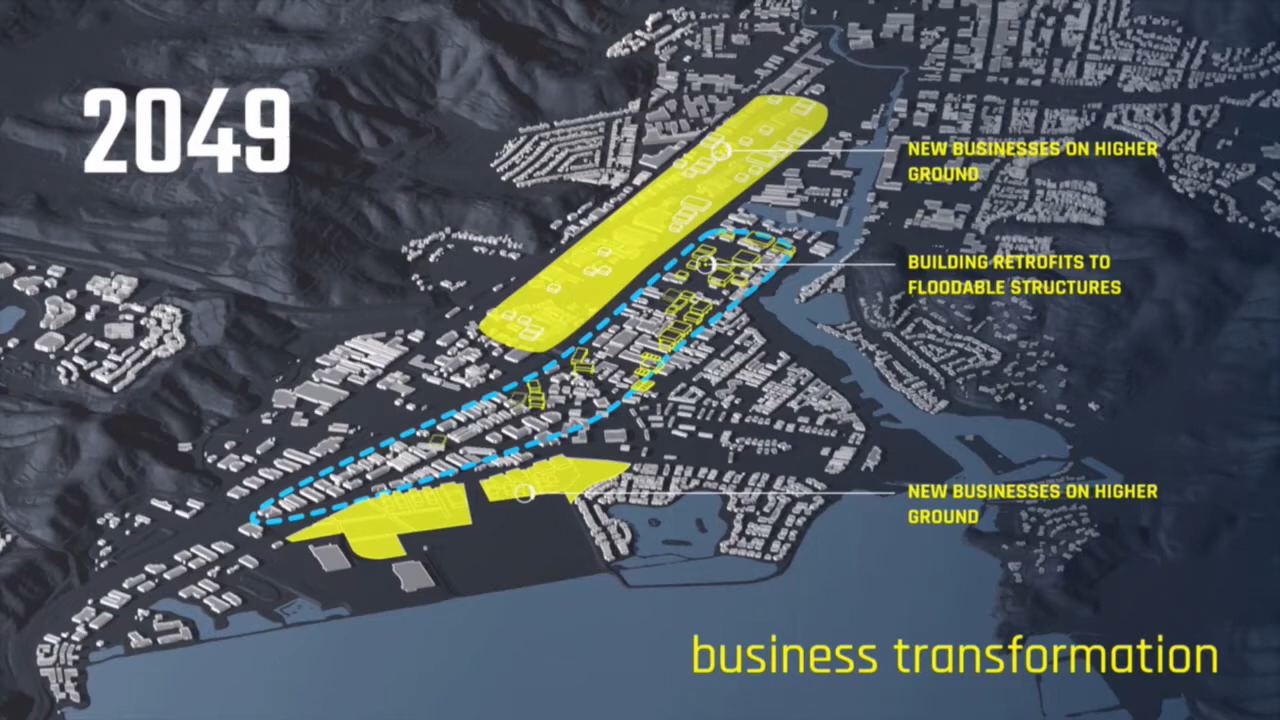 2049
NEW BUSINESSES ON HIGHER
GROUND
BUILDING RETROFITS TO
FLOODABLE STRUCTURES
NEW BUSINESSES ON HIGHER
GROUND
business transformation